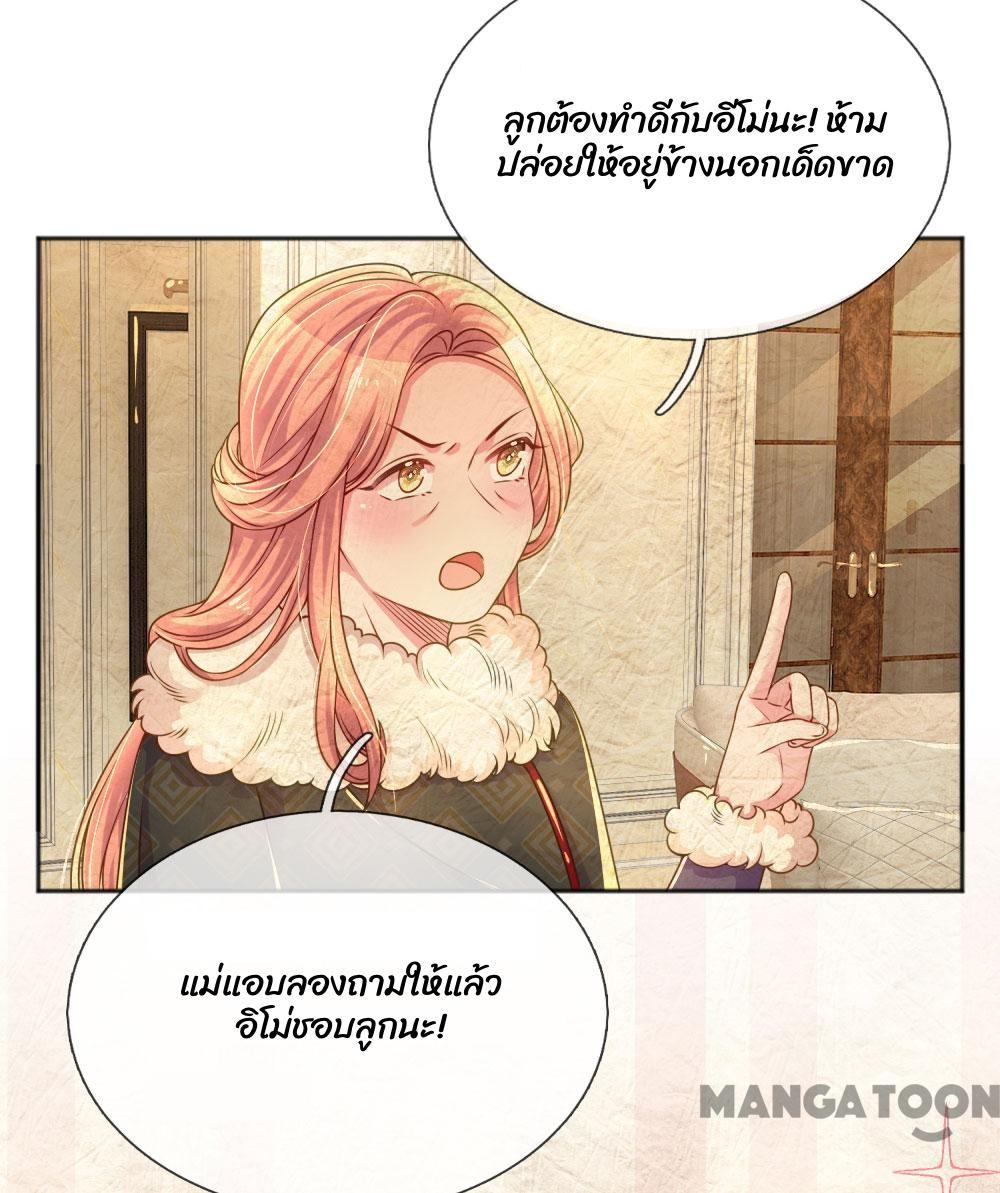 ลูกต้องทำดีกับอีโม่นะ! ห้าม
ปล่อยให้อยู่ข้างนอกเด็ดขาด
แม่แอบลองถามให้แล้ว
อิโม่ชอบลูกนะ!
MANGATOON